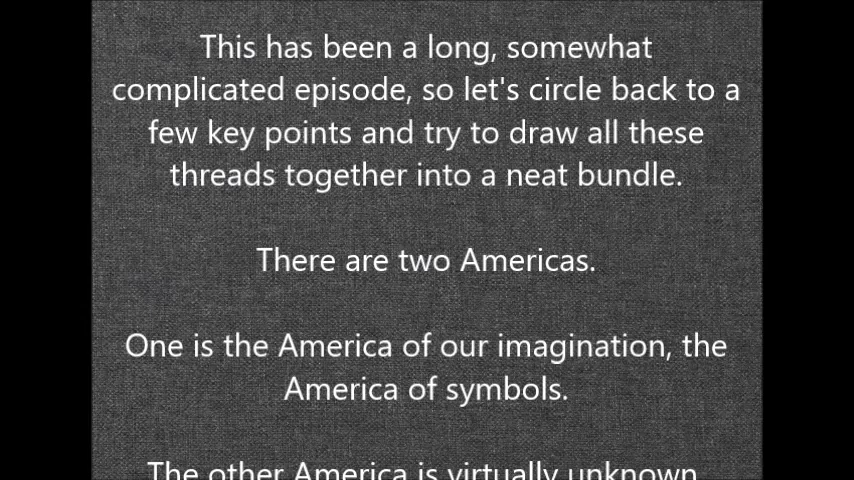 This has been a long, somewhat
complicated episode, so let's circle back to a
few key points and try to draw all these
threads together into a neat bundle.
There are two Americas.
One is the America of our imagination, the
America of symbols.
The other America is virtually unknown